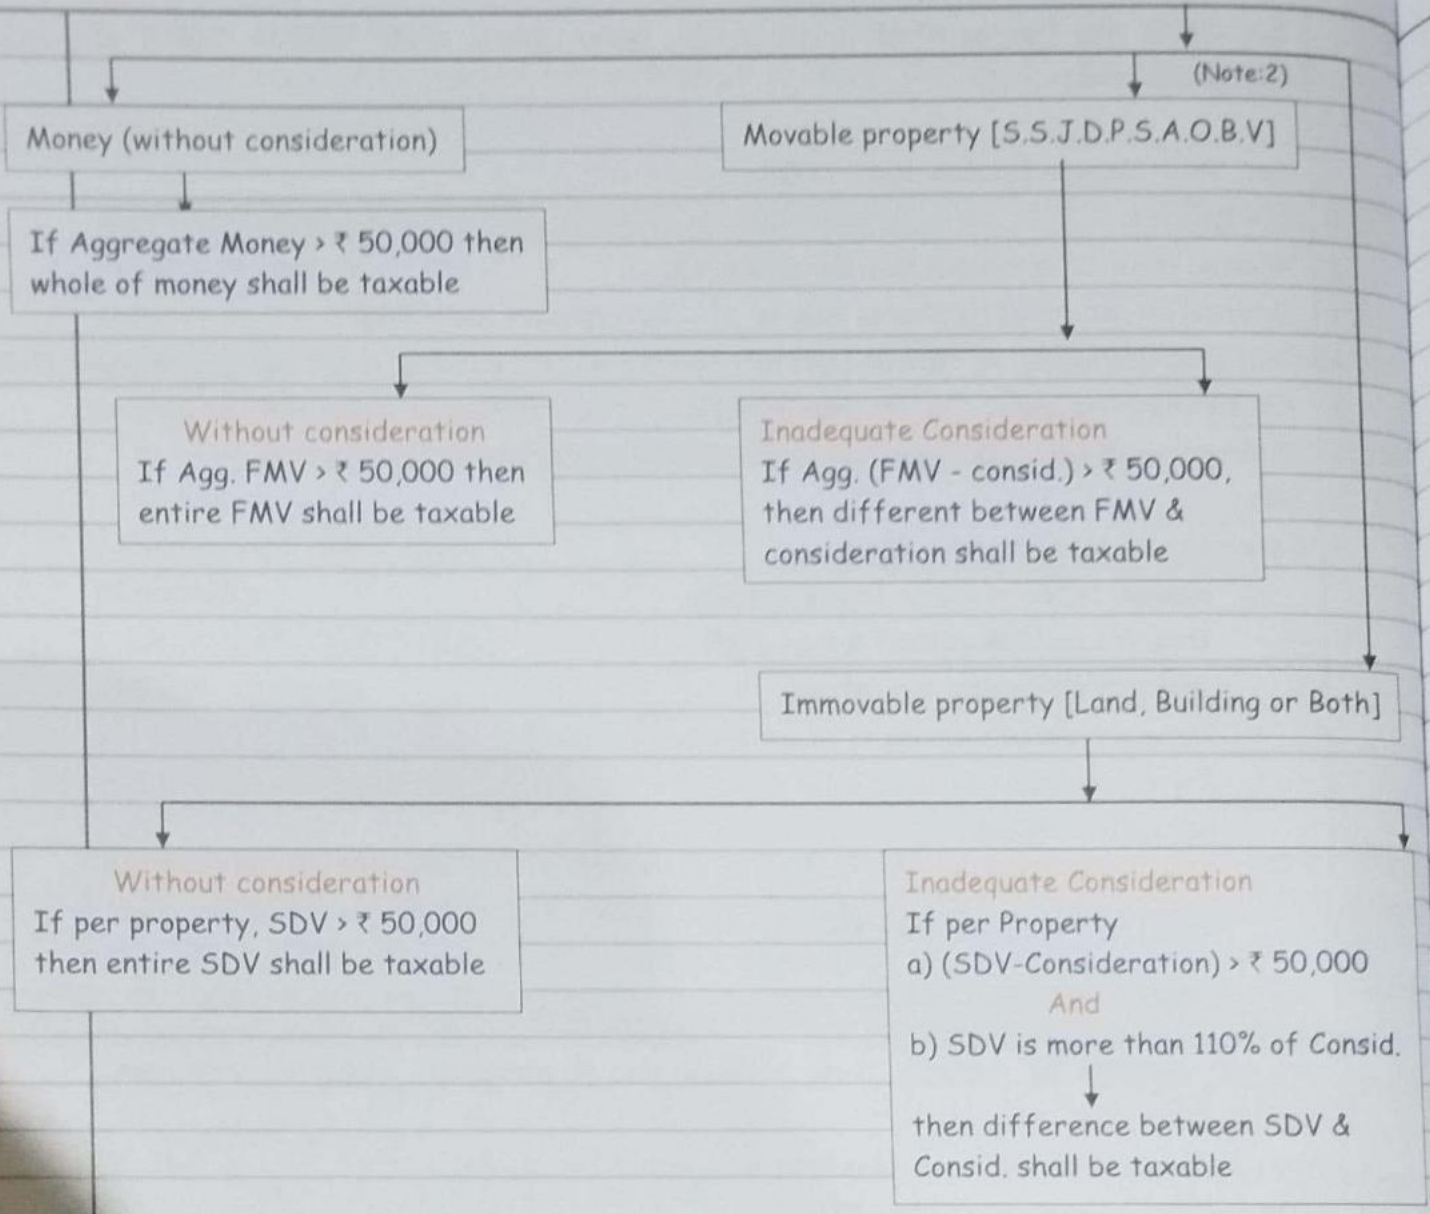 (Note:2)
Money (without consideration)
Movable property [S.S.J.D.P.S.A.O.B.V]
If Aggregate Money > ₹ 50,000 then
whole of money shall be taxable
Without consideration
If Agg. FMV > ₹ 50,000 then
entire FMV shall be taxable
Inadequate Consideration
If Agg. (FMV - consid.) > ₹ 50,000,
then different between FMV &
consideration shall be taxable
Immovable property [Land, Building or Both]
Without consideration
If per property, SDV > ₹ 50,000
then entire SDV shall be taxable
Inadequate Consideration
If per Property
a) (SDV-Consideration) > ₹ 50,000
And
b) SDV is more than 110% of Consid.
then difference between SDV &
Consid. shall be taxable